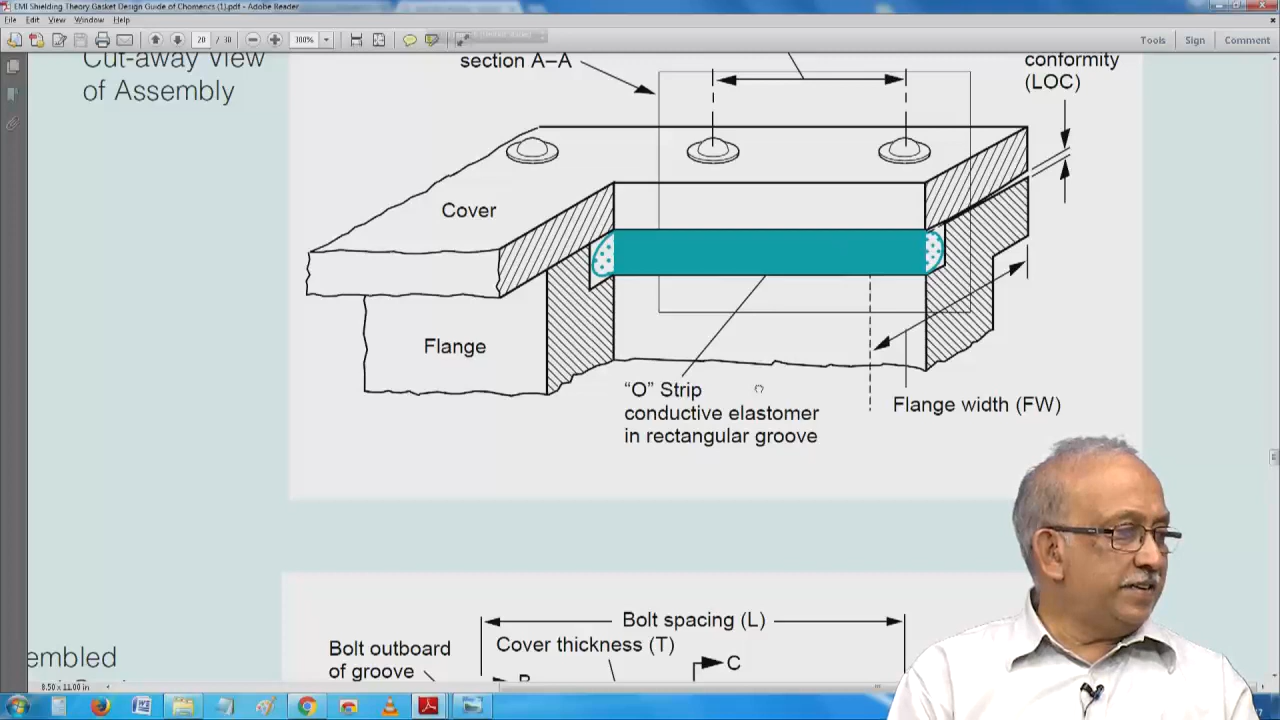 EMI Shielding Theory Gasket Design Guide of Chomerics (1).pdf - Adobe Reader
File Edit View Window Help
20 / 38
300%
Tools Sign Comment
Cut-away View
of Assembly
section A–A
conformity
(LOC)
Cover
Flange
“O” Strip
conductive elastomer
in rectangular groove
Flange width (FW)
Bolt spacing (L)
Bolt outboard
of groove
Cover thickness (T)
C
embled
8.50 x 11.00 in